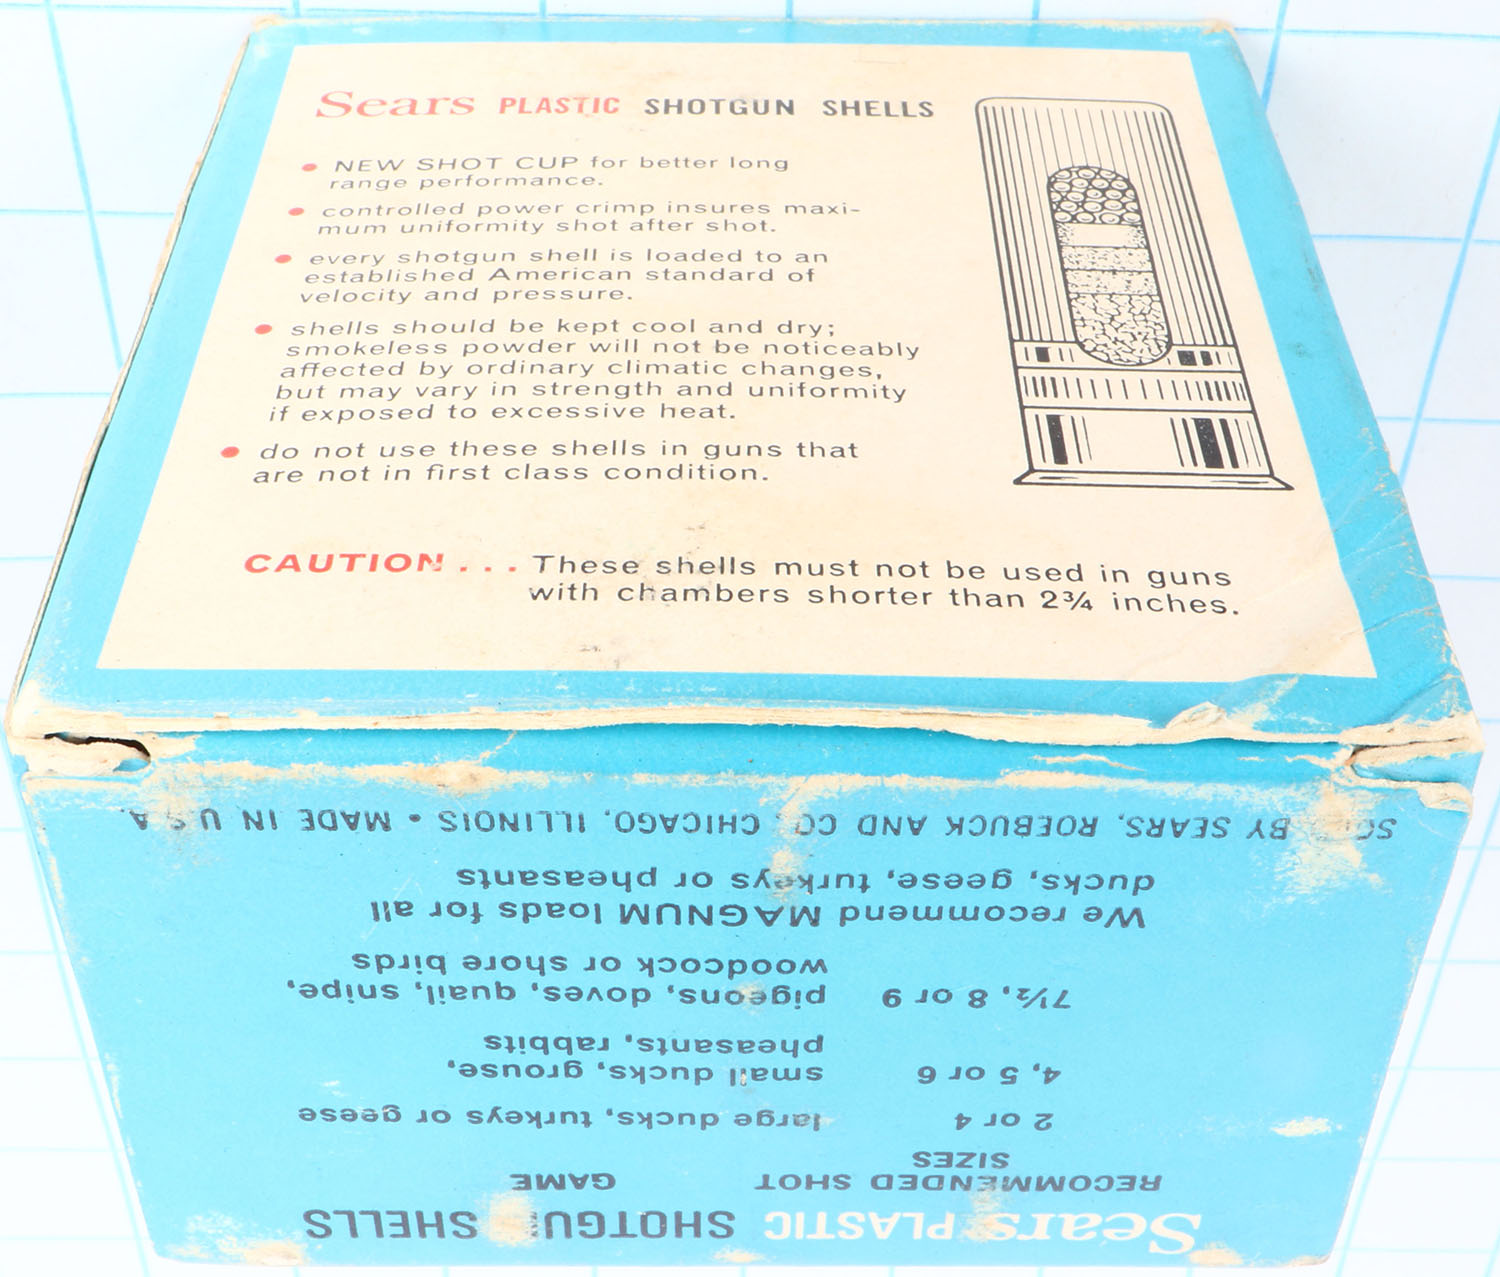 Sears PLASTIC SHOTGUN SHELLS
• NEW SHOT CUP for better long
range performance.
• controlled power crimp insures maxi-
mum uniformity shot after shot.
• every shotgun shell is loaded to an
established American standard of
velocity and pressure.
• shells should be kept cool and dry;
smokeless powder will not be noticeably
affected by ordinary climatic changes,
but may vary in strength and uniformity
if exposed to excessive heat.
• do not use these shells in guns that
are not in first class condition.
CAUTION... These shells must not be used in guns
with chambers shorter than 2¾ inches.
Sears PLASTIC SHOTGUN SHELLS
RECOMMENDED SHOT GAME
SIZES
2 or 4 large ducks, turkeys or geese
4, 5 or 6 small ducks, grouse,
pheasants, rabbits
7½, 8 or 9 pigeons, doves, quail, snipe,
woodcock or shore birds
We recommend MAGNUM loads for all
ducks, geese, turkeys or pheasants
SOLD BY SEARS, ROEBUCK AND CO. CHICAGO, ILLINOIS • MADE IN U.S.A.